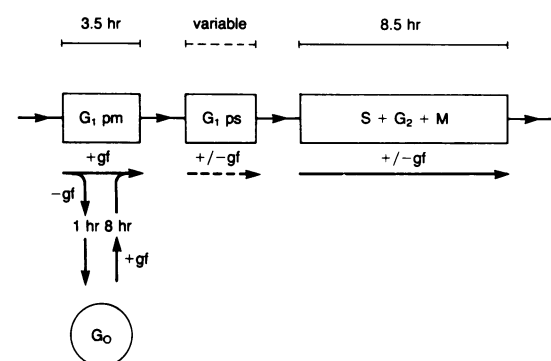 3.5 hr variable 8.5 hr
G₁ pm G₁ ps S + G₂ + M
+gf +/-gf +/-gf
-gf
1 hr 8 hr
+gf
G₀